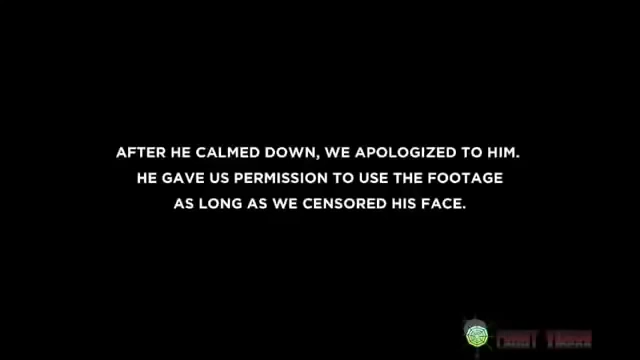 AFTER HE CALMED DOWN, WE APOLOGIZED TO HIM.
HE GAVE US PERMISSION TO USE THE FOOTAGE
AS LONG AS WE CENSORED HIS FACE.